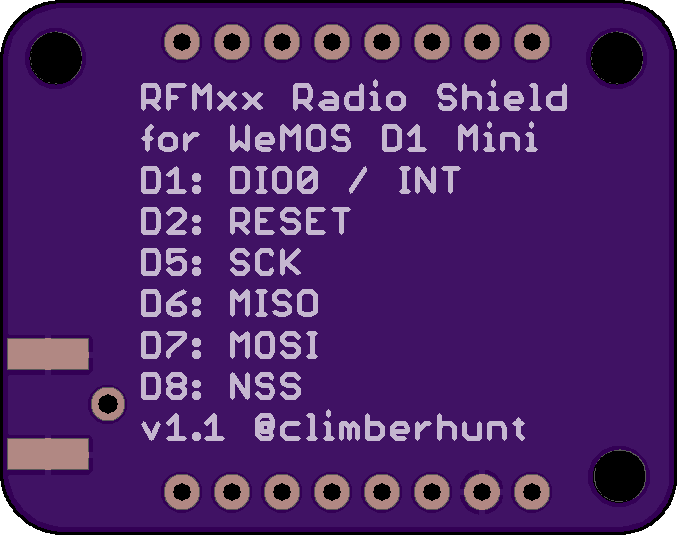 RFMxx Radio Shield
for WeMOS D1 Mini
D1: DIO0 / INT
D2: RESET
D5: SCK
D6: MISO
D7: MOSI
D8: NSS
v1.1 @climberhunt